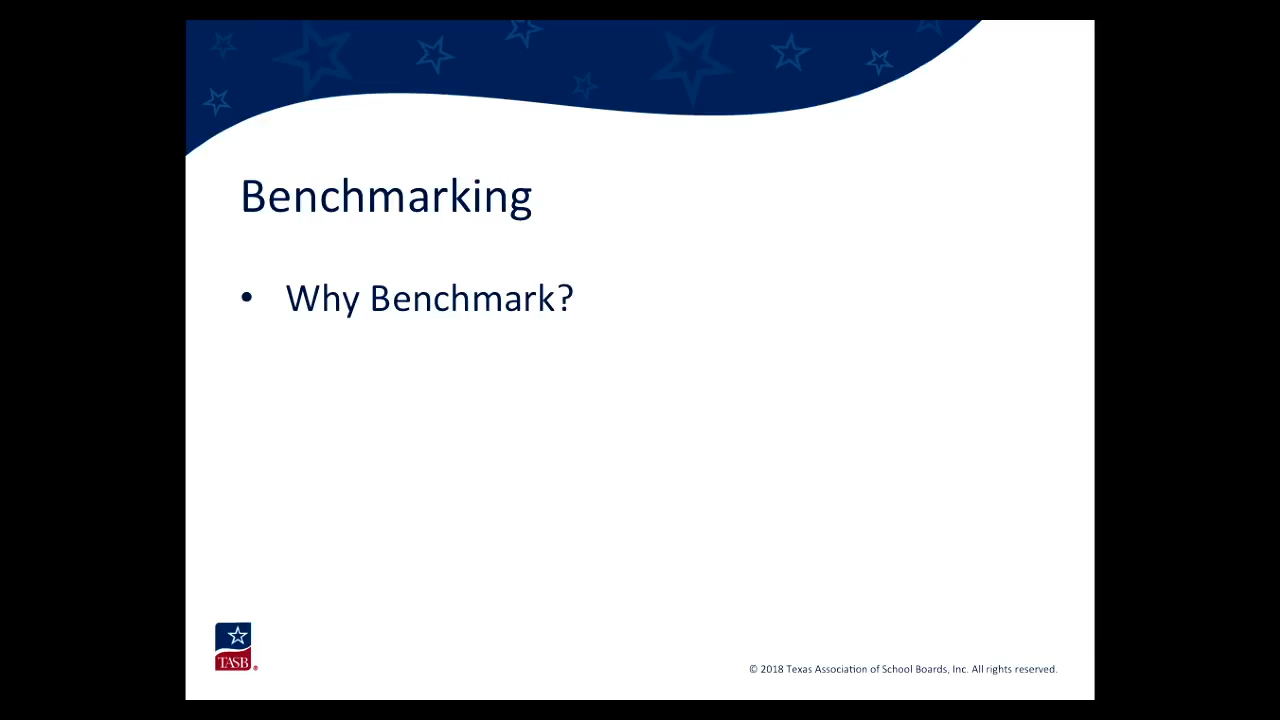 Benchmarking
• Why Benchmark?
TASB®
© 2018 Texas Association of School Boards, Inc. All rights reserved.